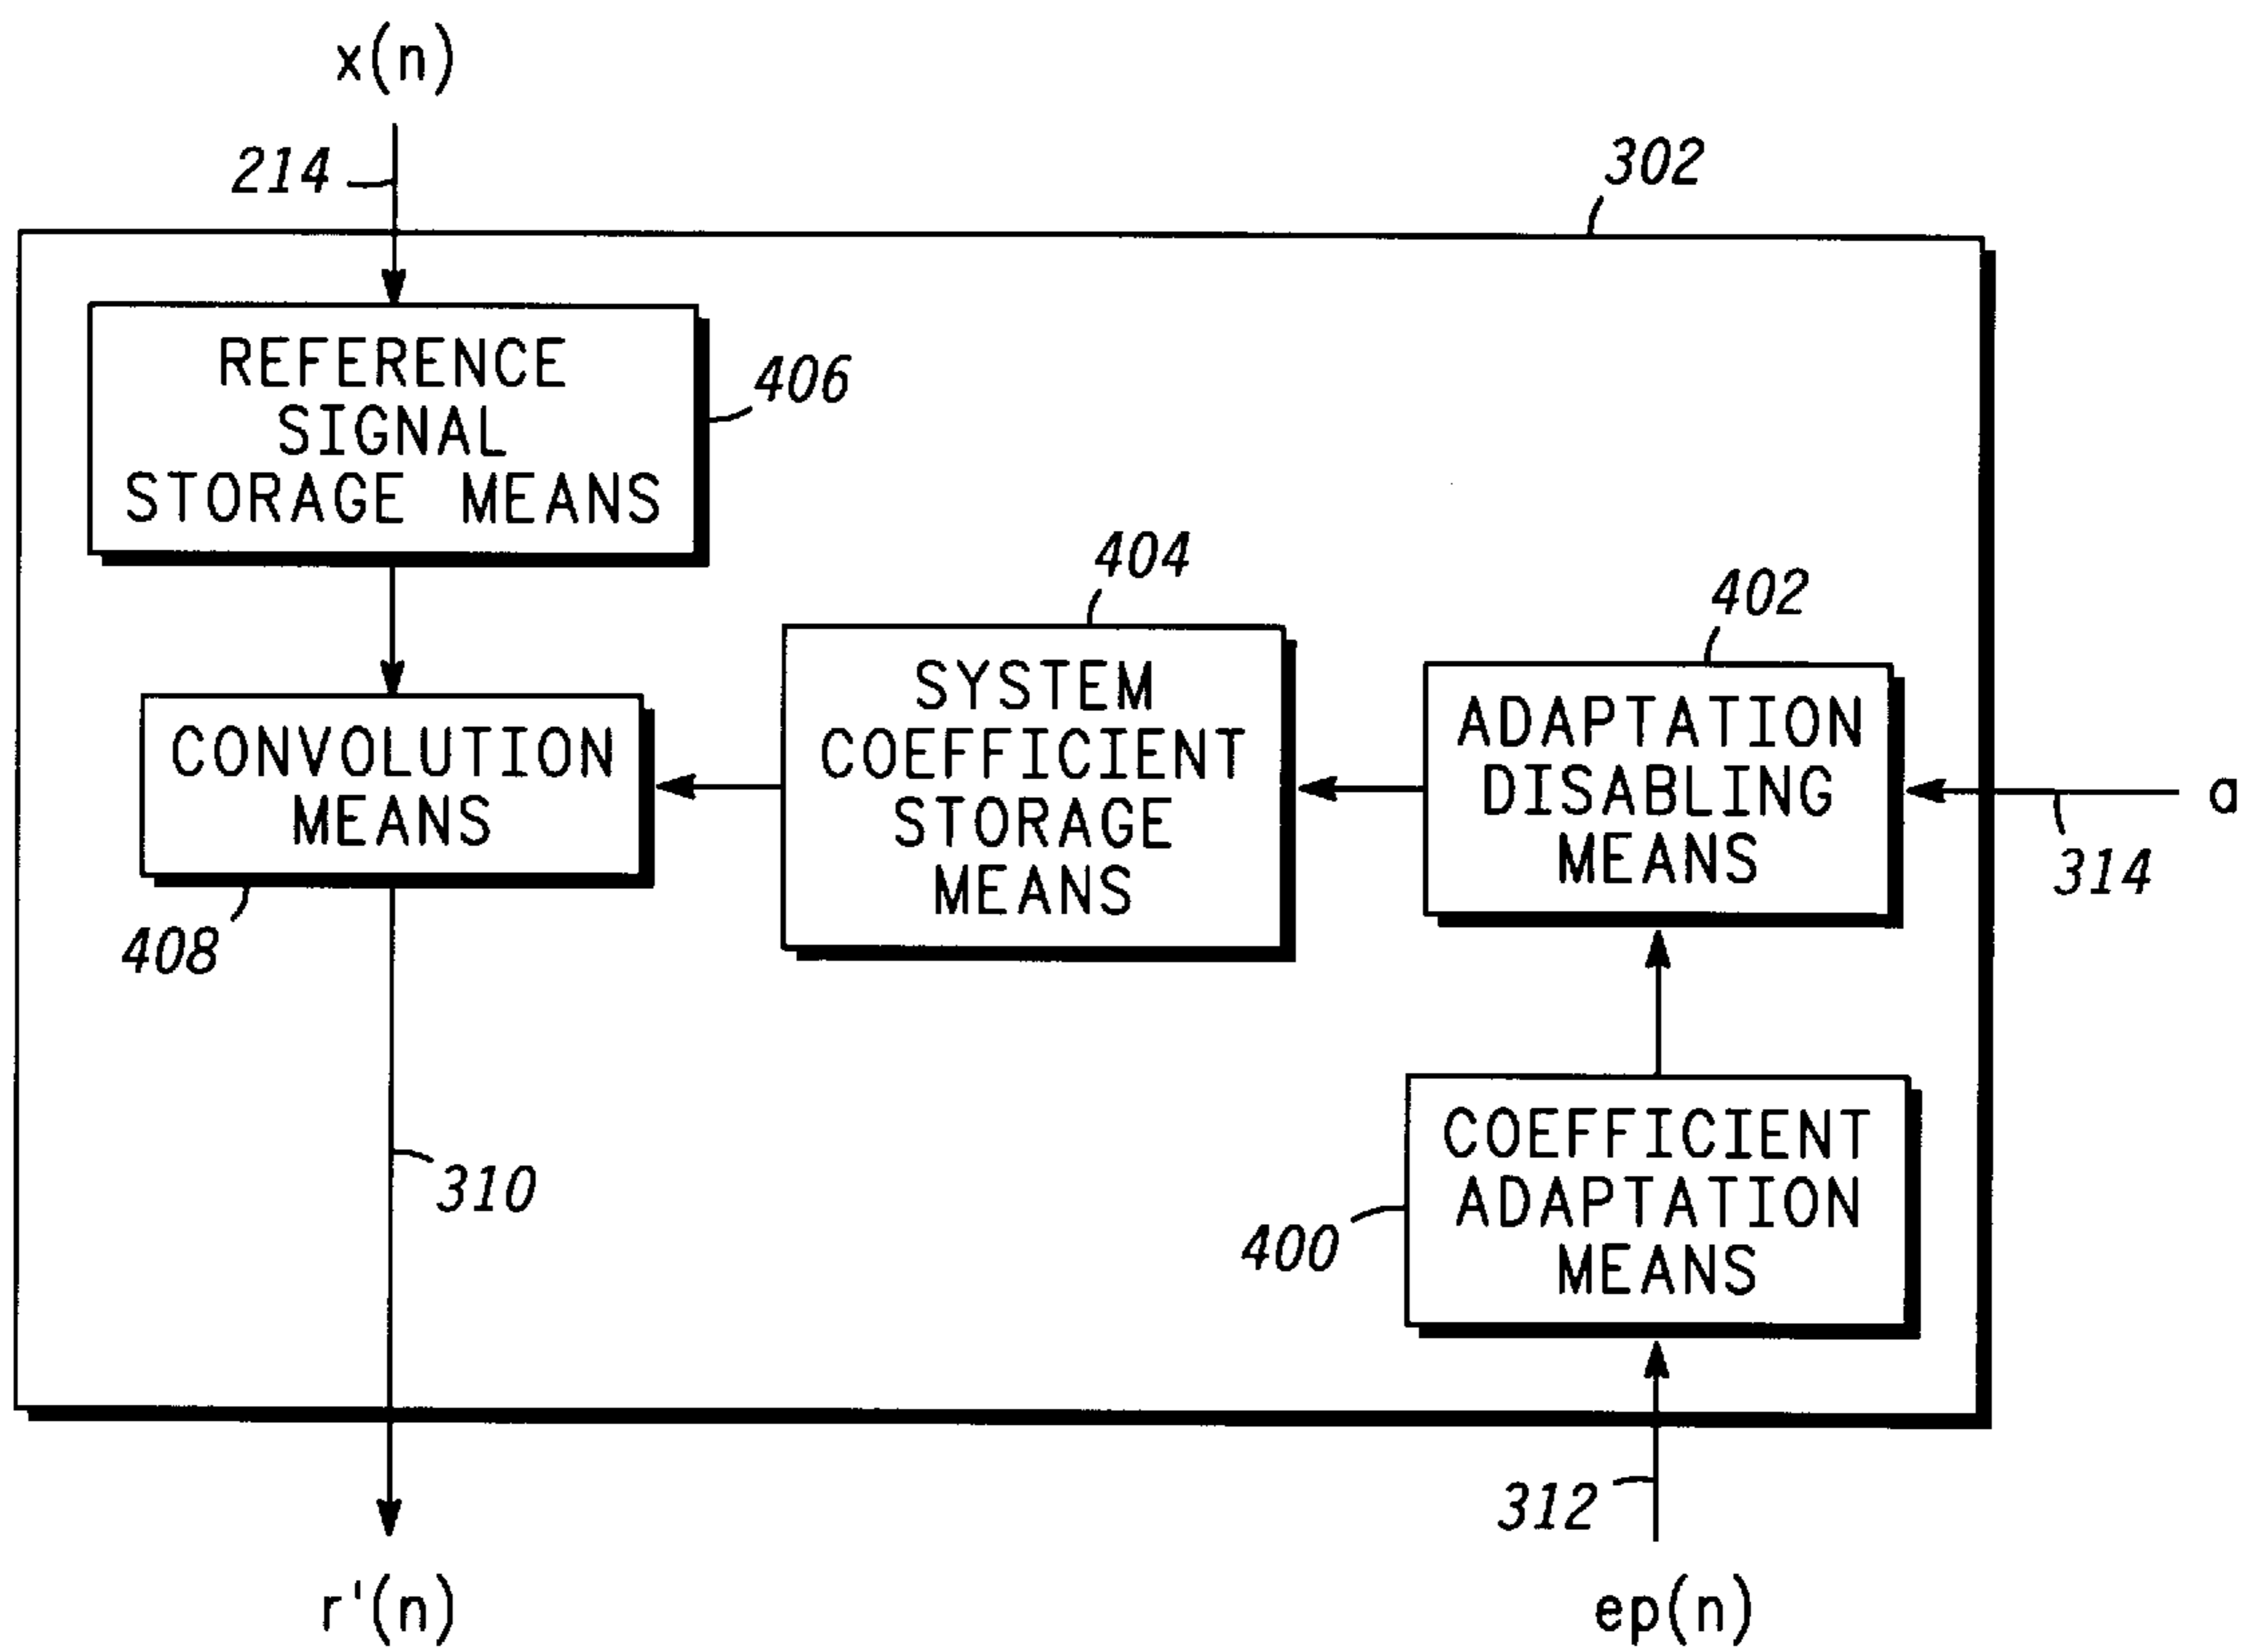 x(n)
214
302
REFERENCE
SIGNAL
STORAGE MEANS
406
404
402
SYSTEM
COEFFICIENT
STORAGE
MEANS
ADAPTATION
DISABLING
MEANS
a
314
CONVOLUTION
MEANS
408
310
COEFFICIENT
ADAPTATION
MEANS
400
312
r'(n)
ep(n)